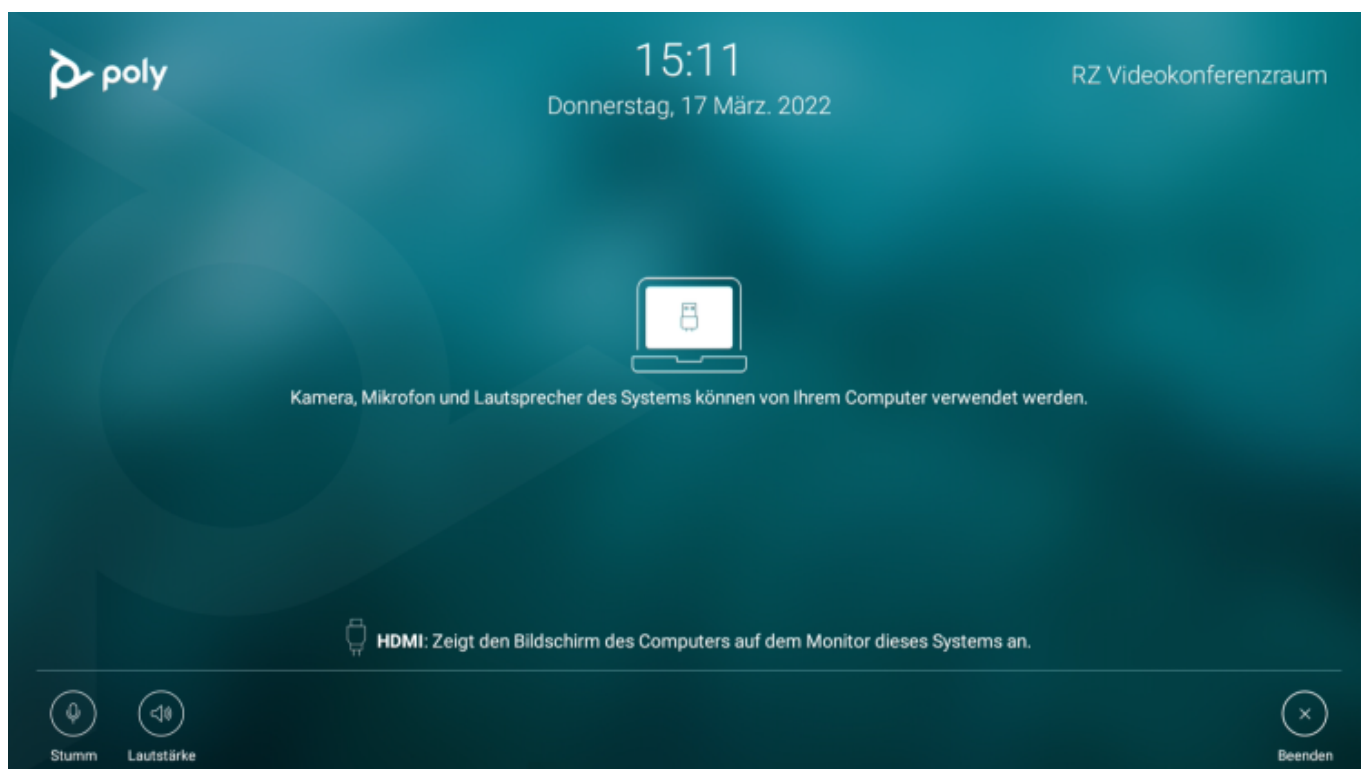 poly
15:11
Donnerstag, 17 März. 2022
RZ Videokonferenzraum
Kamera, Mikrofon und Lautsprecher des Systems können von Ihrem Computer verwendet werden.
HDMI: Zeigt den Bildschirm des Computers auf dem Monitor dieses Systems an.
Stumm
Lautstärke
Beenden